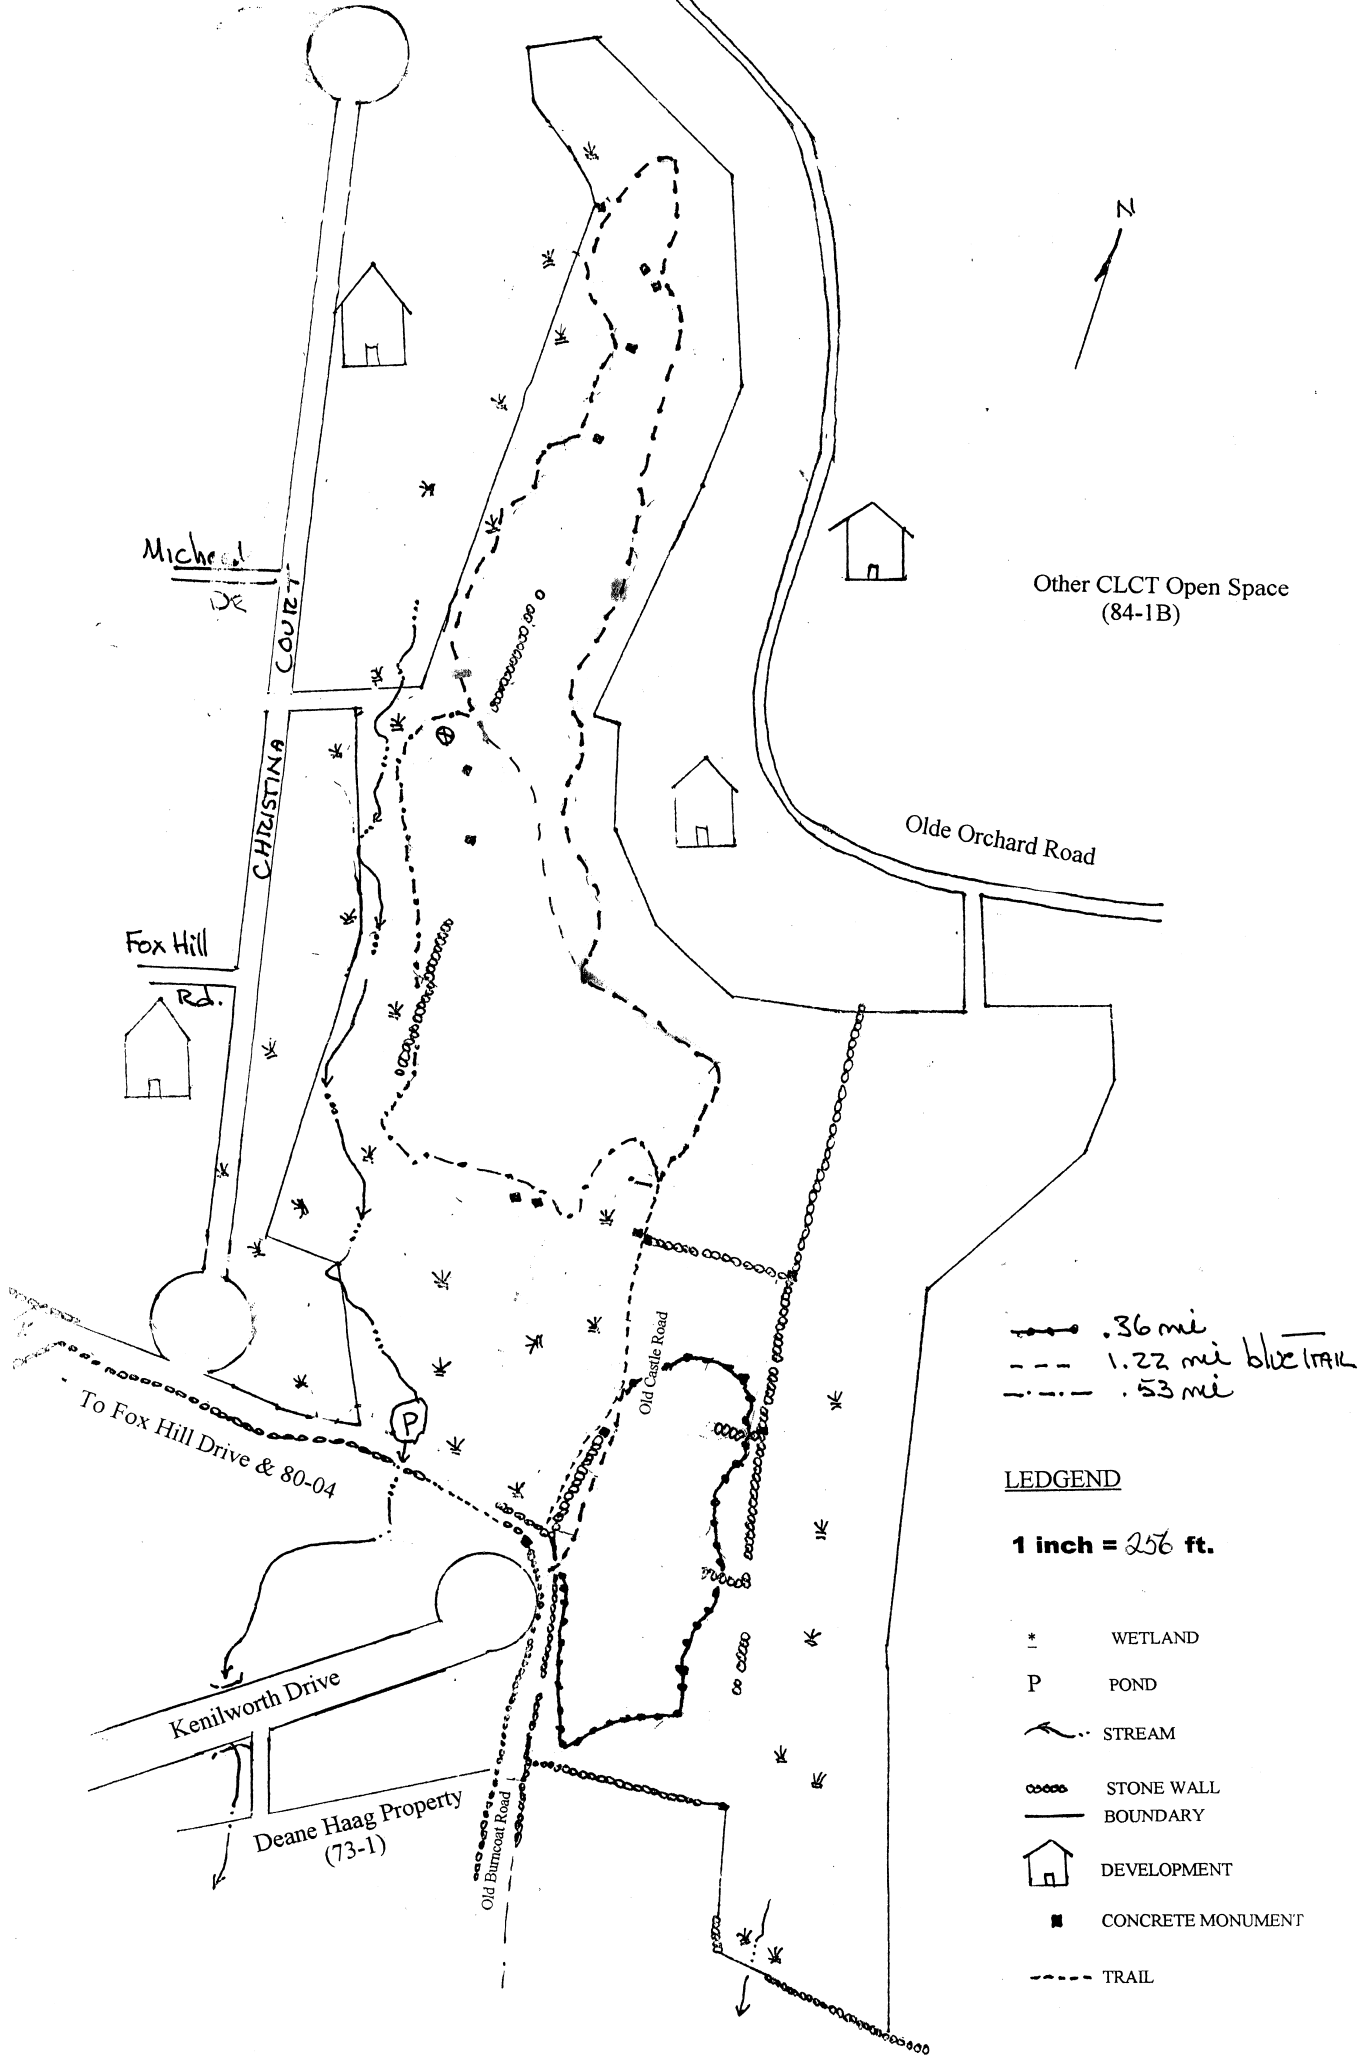 N
Other CLCT Open Space
(84-1B)
COURT
CHRISTINA
Olde Orchard Road
Fox Hill
Rd.
Old Castle Road
.36 mi
1.22 mi blue TRAIL
.53 mi
To Fox Hill Drive & 80-04
P
LEDGEND
1 inch = 256 ft.
* WETLAND
P POND
STREAM
STONE WALL
BOUNDARY
DEVELOPMENT
CONCRETE MONUMENT
TRAIL
Kenilworth Drive
Deane Haag Property
(73-1)
Old Burncoat Road